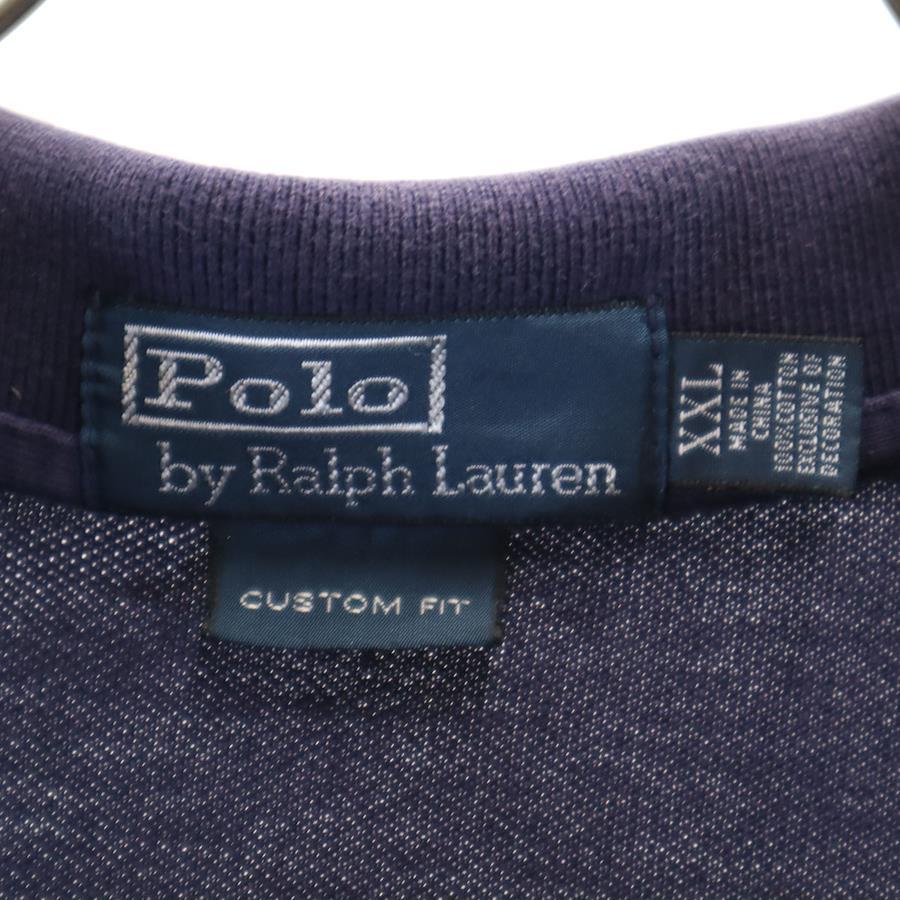 Polo
by Ralph Lauren
CUSTOM FIT
XXL
MADE IN
CHINA
100% COTTON
EXCLUSIVE OF
DECORATION